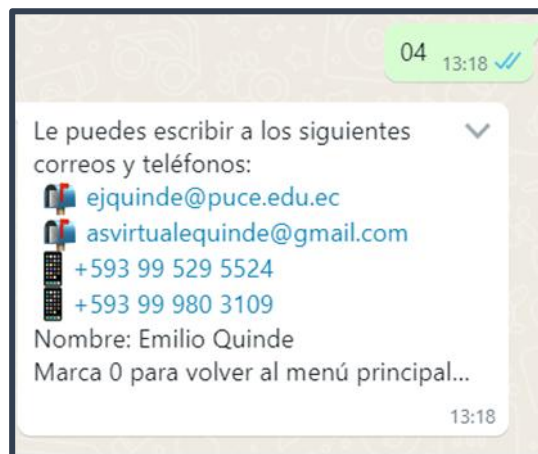 04 13:18
Le puedes escribir a los siguientes
correos y teléfonos:
ejquinde@puce.edu.ec
asvirtualequinde@gmail.com
+593 99 529 5524
+593 99 980 3109
Nombre: Emilio Quinde
Marca 0 para volver al menú principal...
13:18